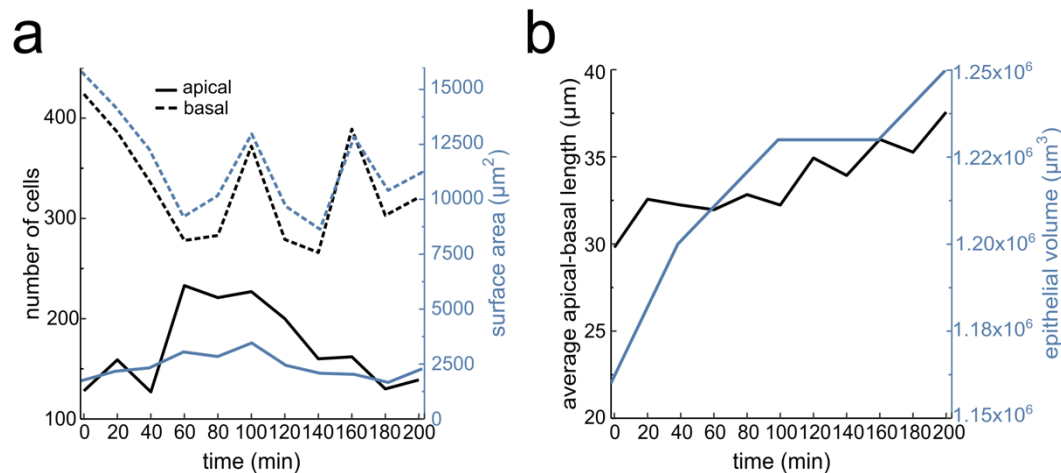 a
apical
basal
400
300
200
100
number of cells
15000
12500
10000
7500
5000
2500
0
surface area (µm²)
0 20 40 60 80 100 120 140 160 180 200
time (min)
b
40
35
30
25
20
average apical-basal length (µm)
1.25x10⁶
1.22x10⁶
1.20x10⁶
1.18x10⁶
1.15x10⁶
epithelial volume (µm³)
0 20 40 60 80 100 120 140 160 180 200
time (min)